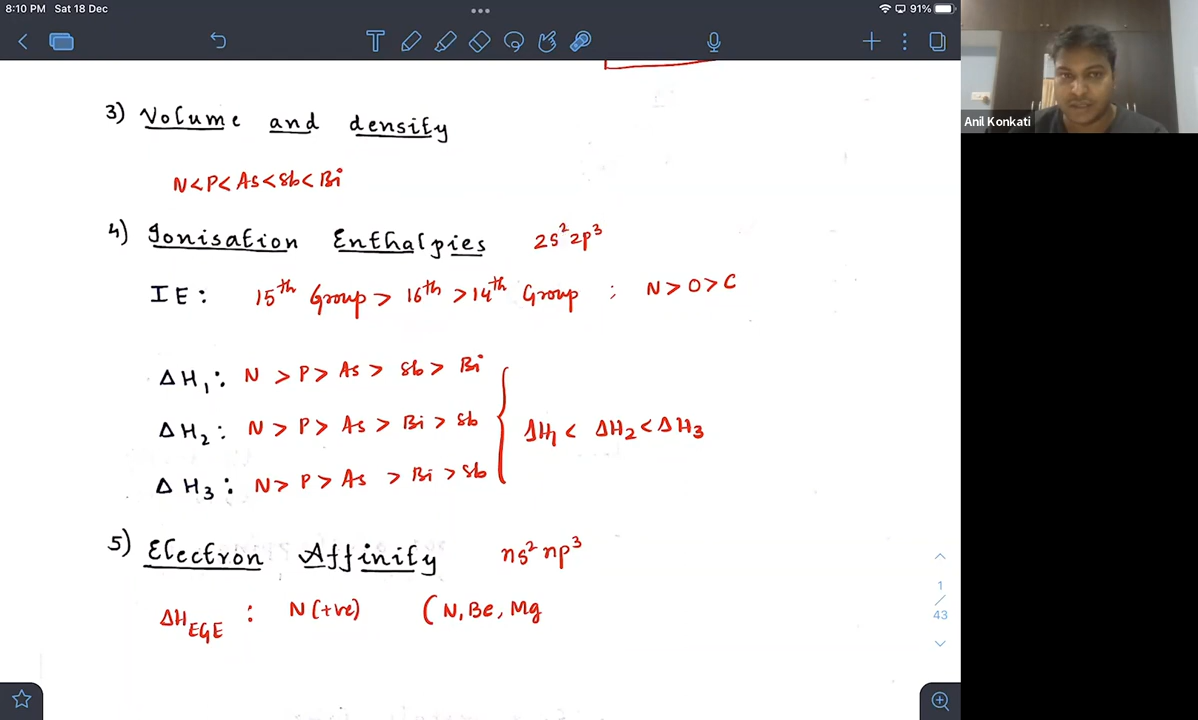 8:10 PM Sat 18 Dec
91%
Anil Konkati
3) Volume and density
N < P < As < Sb < Bi
4) Ionisation Enthalpies 2s²2p³
IE: 15th Group > 16th > 14th Group ; N > O > C
ΔH₁: N > P > As > Sb > Bi
ΔH₂: N > P > As > Bi > Sb
ΔH₁ < ΔH₂ < ΔH₃
ΔH₃: N > P > As > Bi > Sb
5) Electron Affinity ns² np³
ΔH_EGE : N (+ve) (N, Be, Mg
1
/
43